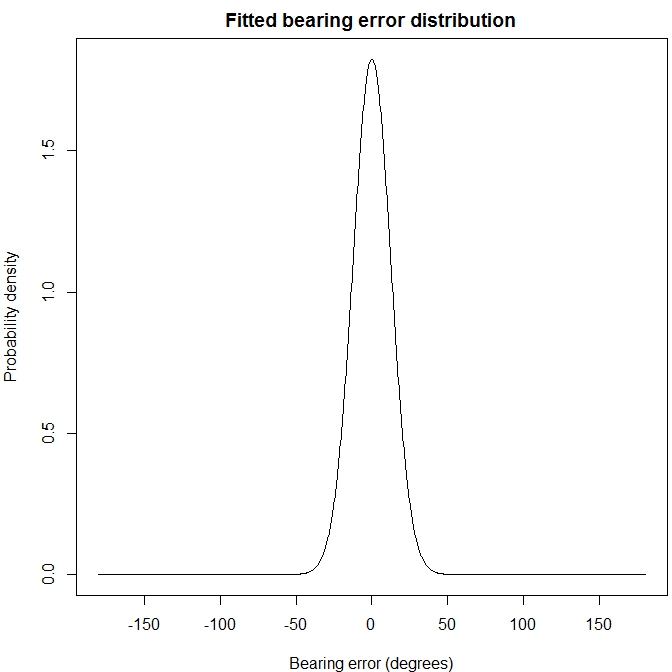 Fitted bearing error distribution
Probability density
1.5
1.0
0.5
0.0
-150 -100 -50 0 50 100 150
Bearing error (degrees)